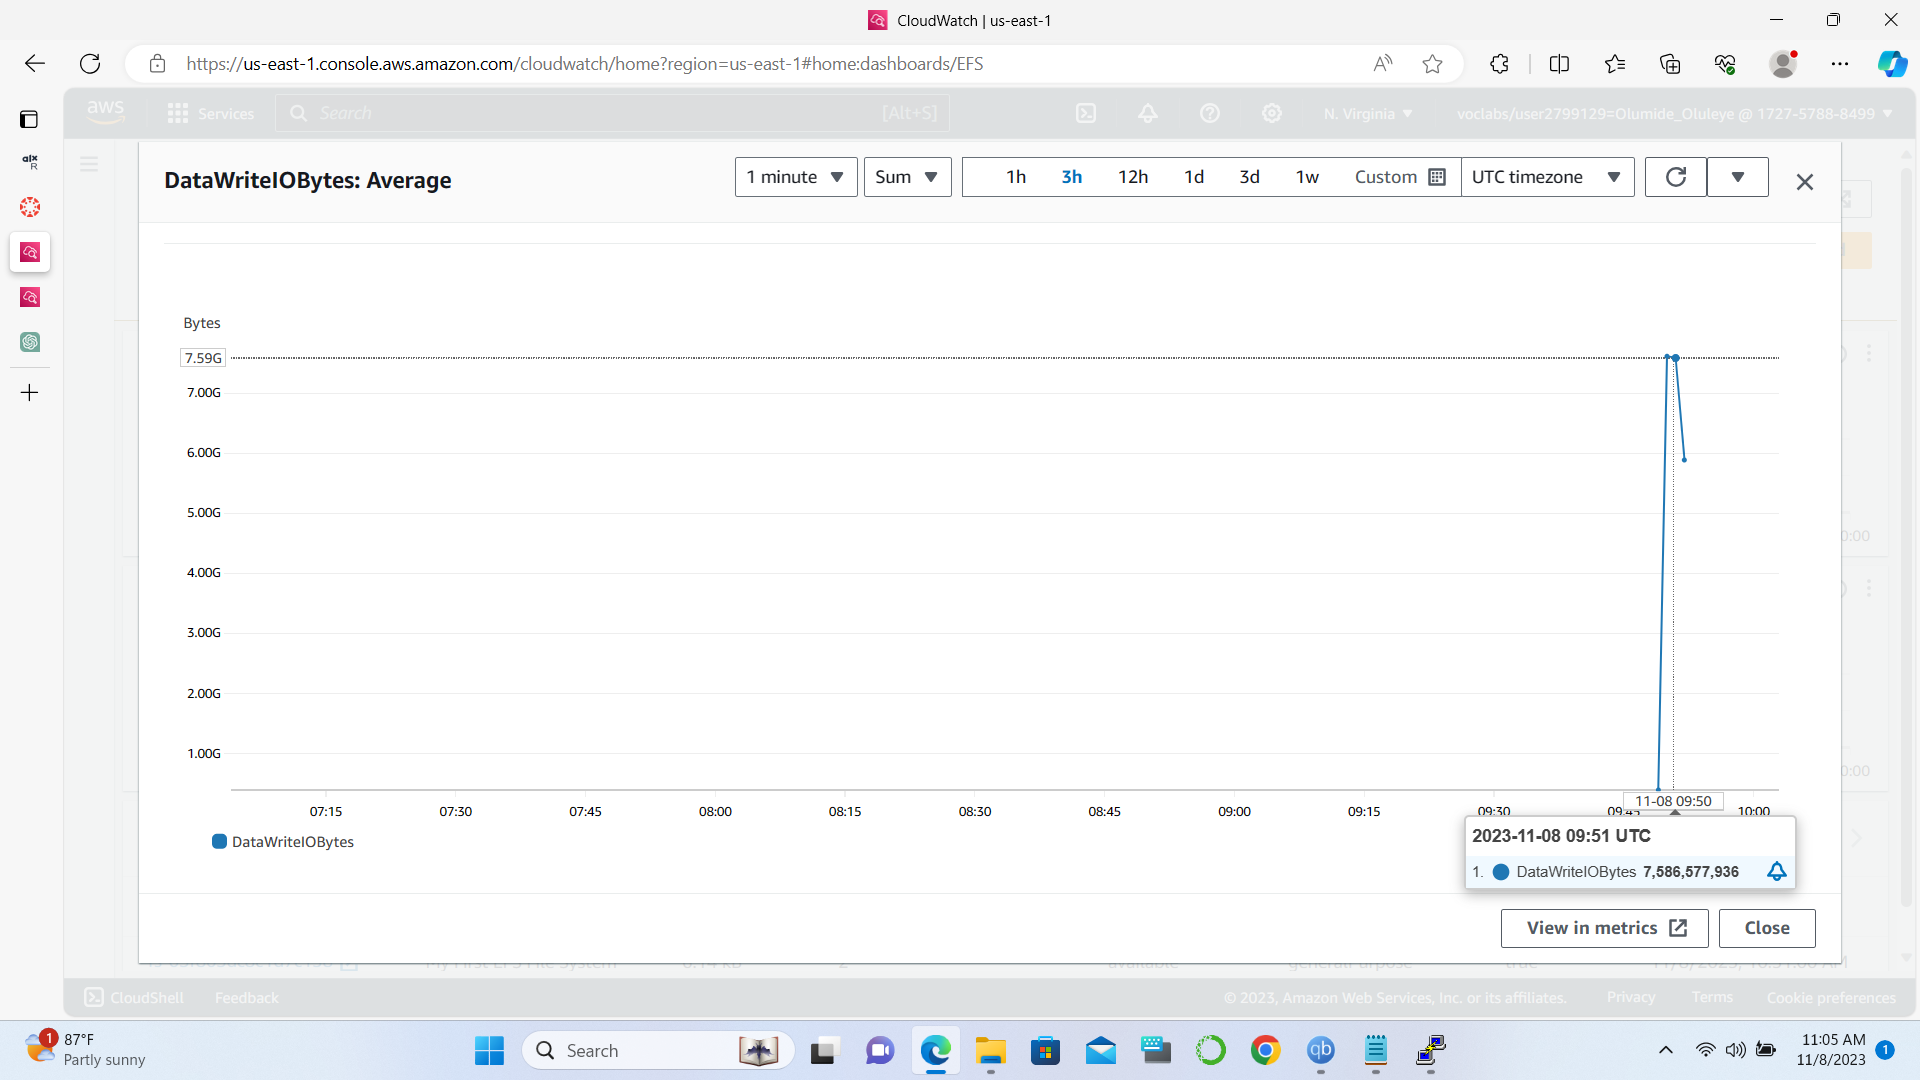 CloudWatch | us-east-1
https://us-east-1.console.aws.amazon.com/cloudwatch/home?region=us-east-1#home:dashboards/EFS
aws
Services
Search
[Alt+S]
N. Virginia
voclabs/user2799129=Olumide_Oluleye @ 1727-5788-8499
alx
R
DataWriteIOBytes: Average
1 minute
Sum
1h 3h 12h 1d 3d 1w Custom
UTC timezone
Bytes
7.59G
7.00G
6.00G
5.00G
4.00G
3.00G
2.00G
1.00G
07:15 07:30 07:45 08:00 08:15 08:30 08:45 09:00 09:15 09:30 09:45 10:00
11-08 09:50
DataWriteIOBytes
2023-11-08 09:51 UTC
1. DataWriteIOBytes 7,586,577,936
View in metrics
Close
CloudShell
Feedback
© 2023, Amazon Web Services, Inc. or its affiliates.
Privacy
Terms
Cookie preferences
1
87°F
Partly sunny
Search
qb
11:05 AM
11/8/2023
1